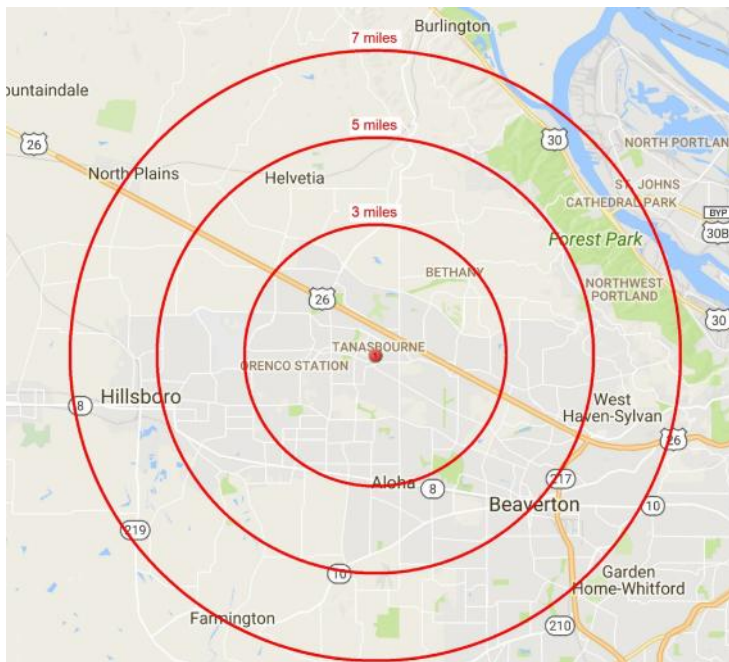 Burlington
7 miles
ountaindale
5 miles
30
26
NORTH PORTLAN
North Plains
Helvetia
ST. JOHNS
CATHEDRAL PARK
3 miles
BYP
30B
Forest Park
BETHANY
26
NORTHWEST
PORTLAND
30
TANASBOURNE
ORENCO STATION
Hillsboro
8
West
Haven-Sylvan
26
Aloha
8
217
Beaverton
10
219
10
Garden
Home-Whitford
Farmington
210